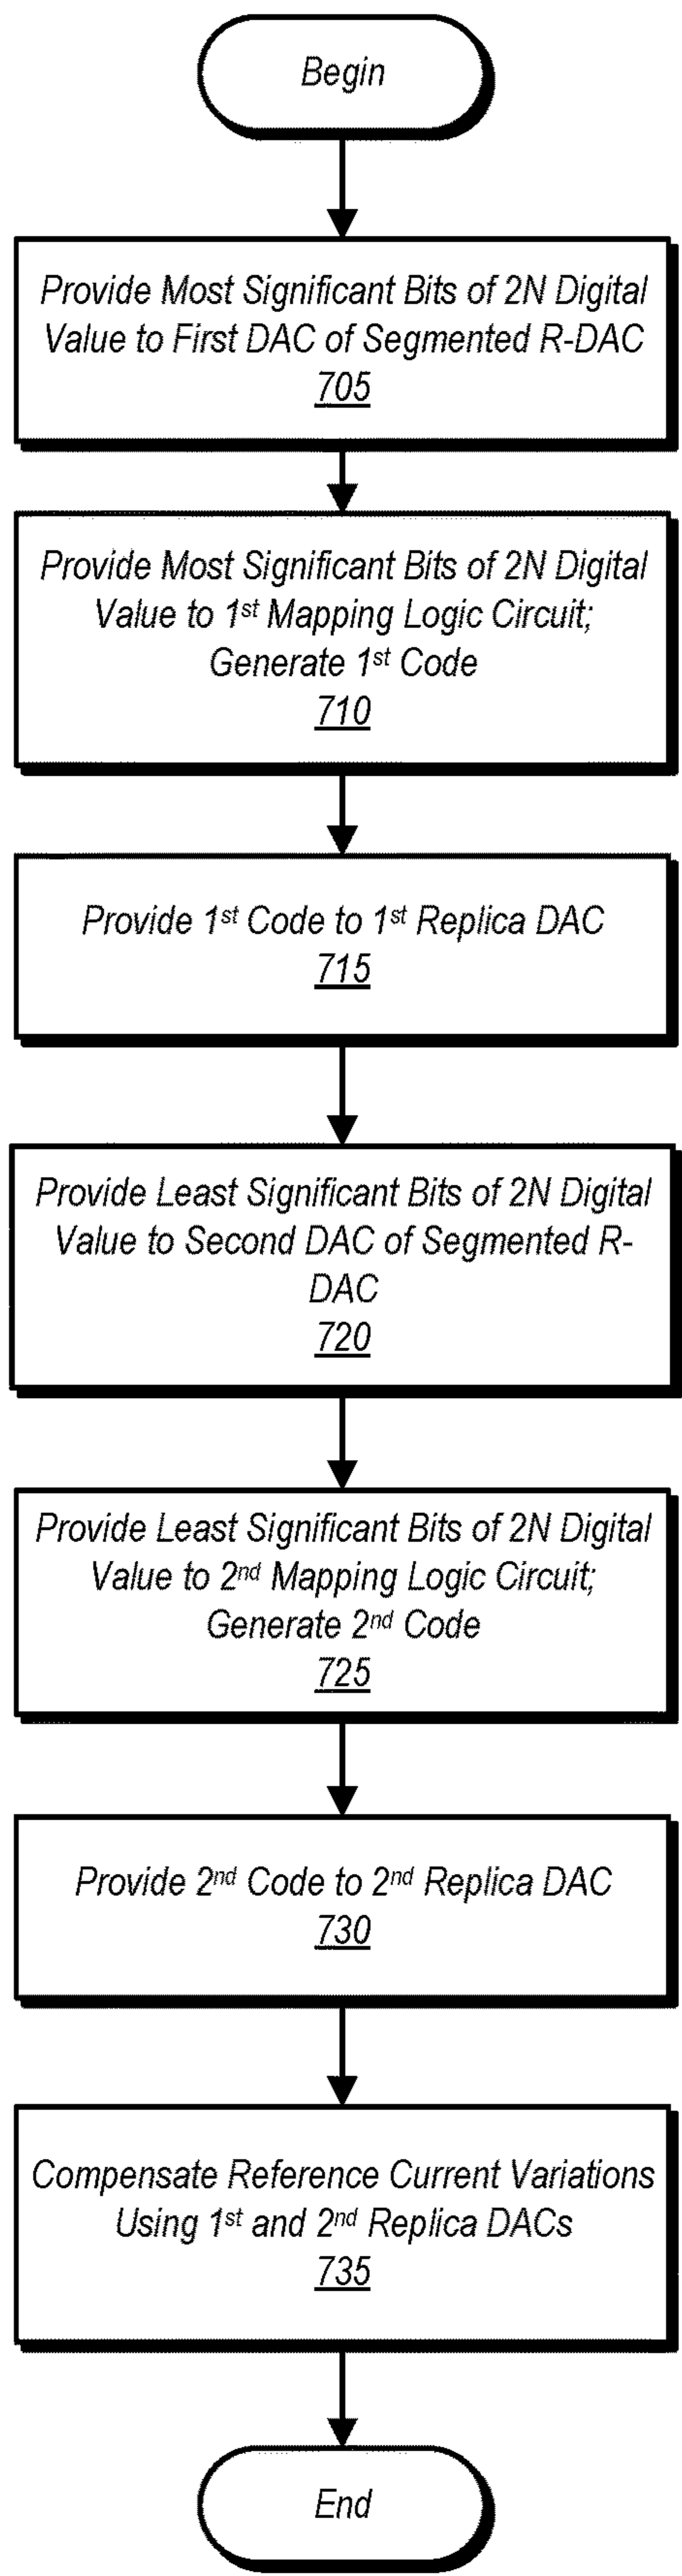 Begin
Provide Most Significant Bits of 2N Digital
Value to First DAC of Segmented R-DAC
705
Provide Most Significant Bits of 2N Digital
Value to 1st Mapping Logic Circuit;
Generate 1st Code
710
Provide 1st Code to 1st Replica DAC
715
Provide Least Significant Bits of 2N Digital
Value to Second DAC of Segmented R-
DAC
720
Provide Least Significant Bits of 2N Digital
Value to 2nd Mapping Logic Circuit;
Generate 2nd Code
725
Provide 2nd Code to 2nd Replica DAC
730
Compensate Reference Current Variations
Using 1st and 2nd Replica DACs
735
End